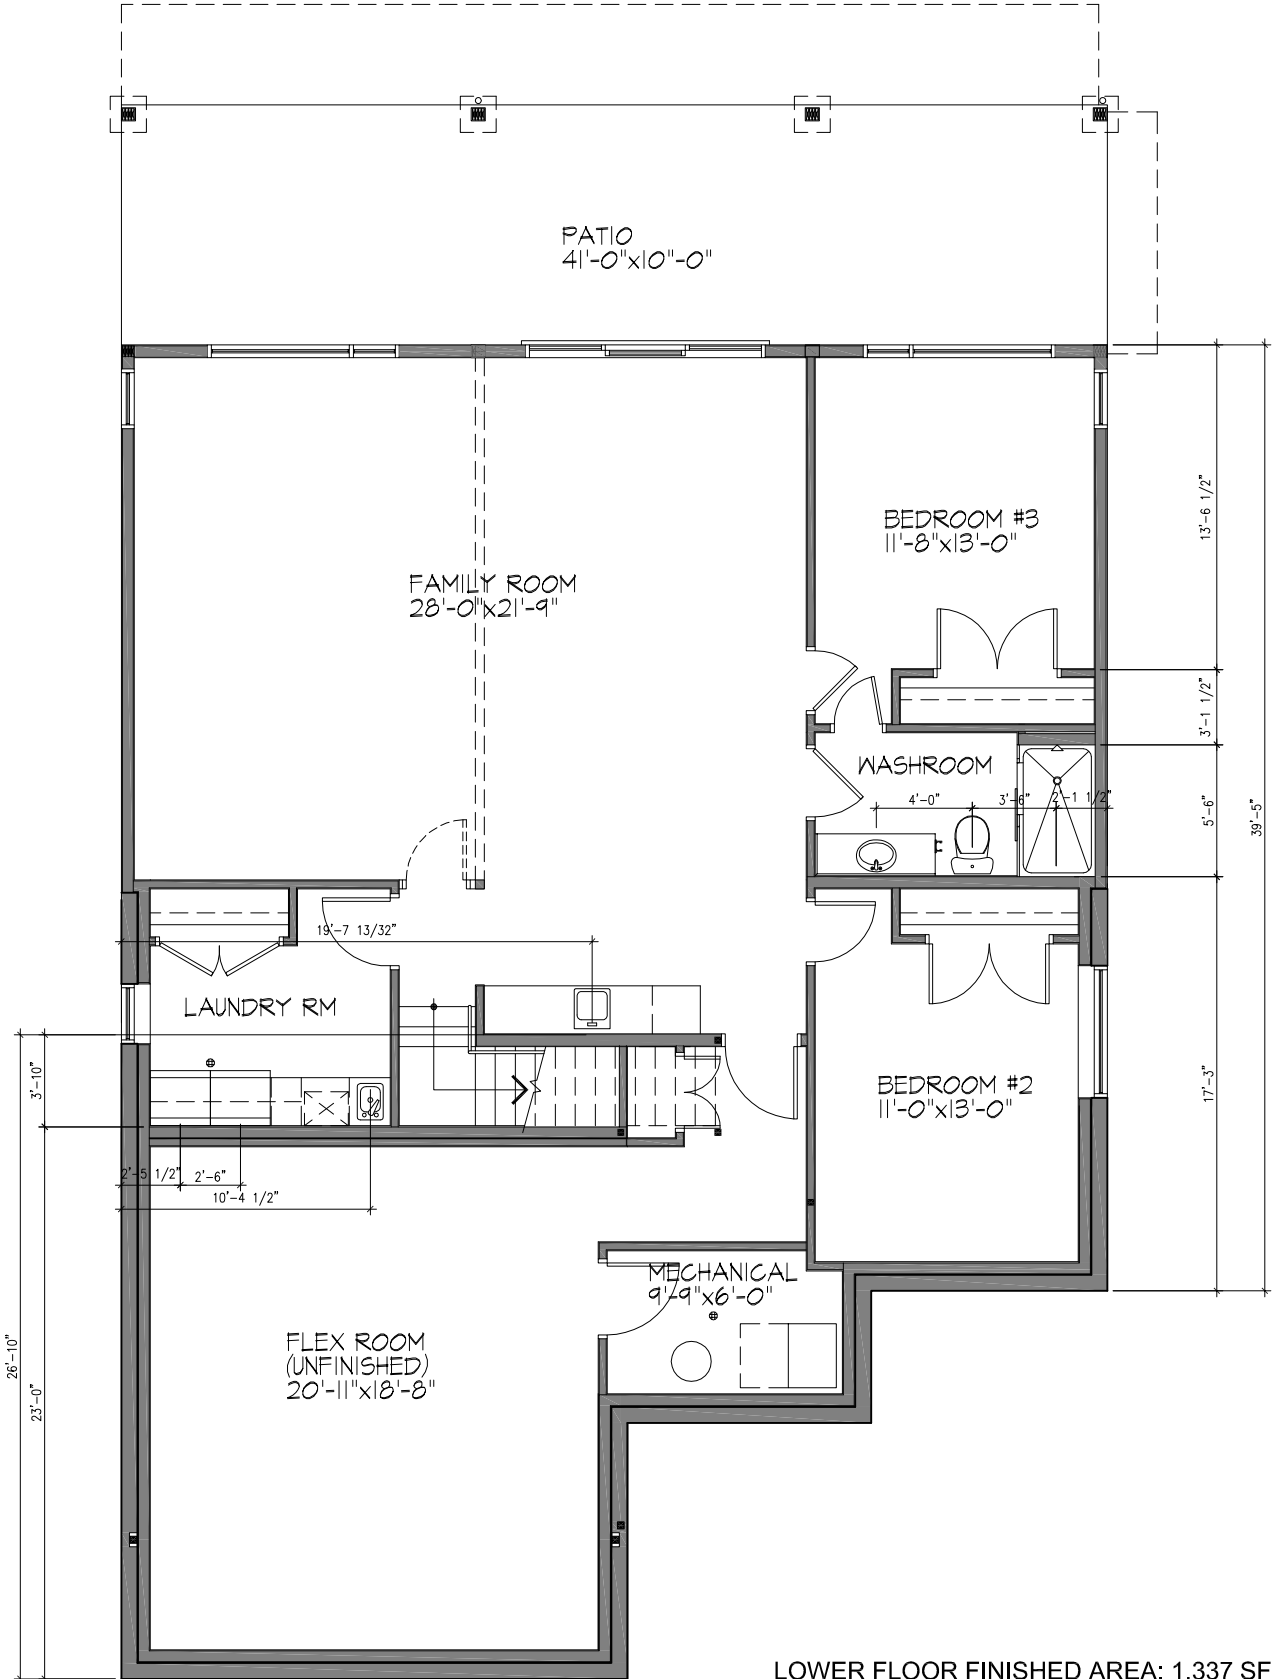 PATIO
41'-0"x10"-0"
BEDROOM #3
11'-8"x13'-0"
13'-6 1/2"
FAMILY ROOM
28'-0"x21'-9"
3'-1 1/2"
WASHROOM
4'-0"
3'-6"
2'-1 1/2"
5'-6"
39'-5"
19'-7 13/32"
LAUNDRY RM
3'-10"
BEDROOM #2
11'-0"x13'-0"
17'-3"
2'-5 1/2"
2'-6"
10'-4 1/2"
MECHANICAL
9'-9"x6'-0"
FLEX ROOM
(UNFINISHED)
20'-11"x18'-8"
26'-10"
23'-0"
LOWER FLOOR FINISHED AREA: 1,337 SF